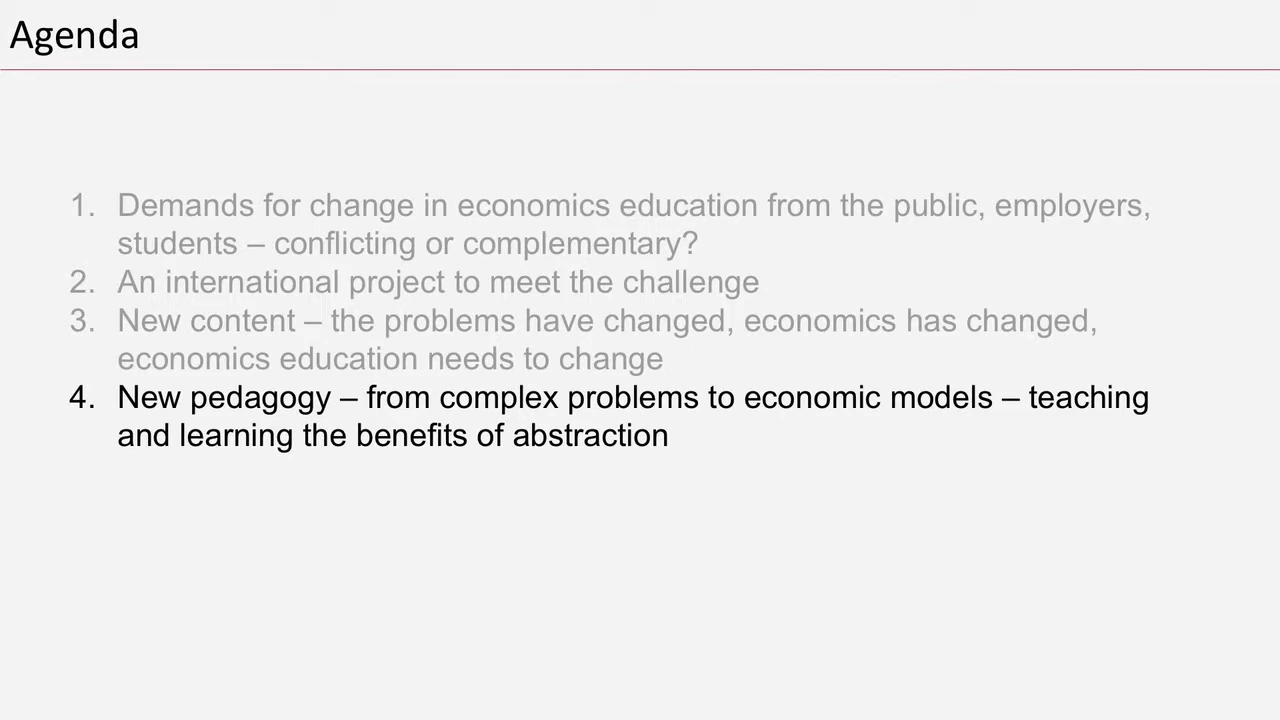 Agenda
1. Demands for change in economics education from the public, employers,
students – conflicting or complementary?
2. An international project to meet the challenge
3. New content – the problems have changed, economics has changed,
economics education needs to change
4. New pedagogy – from complex problems to economic models – teaching
and learning the benefits of abstraction